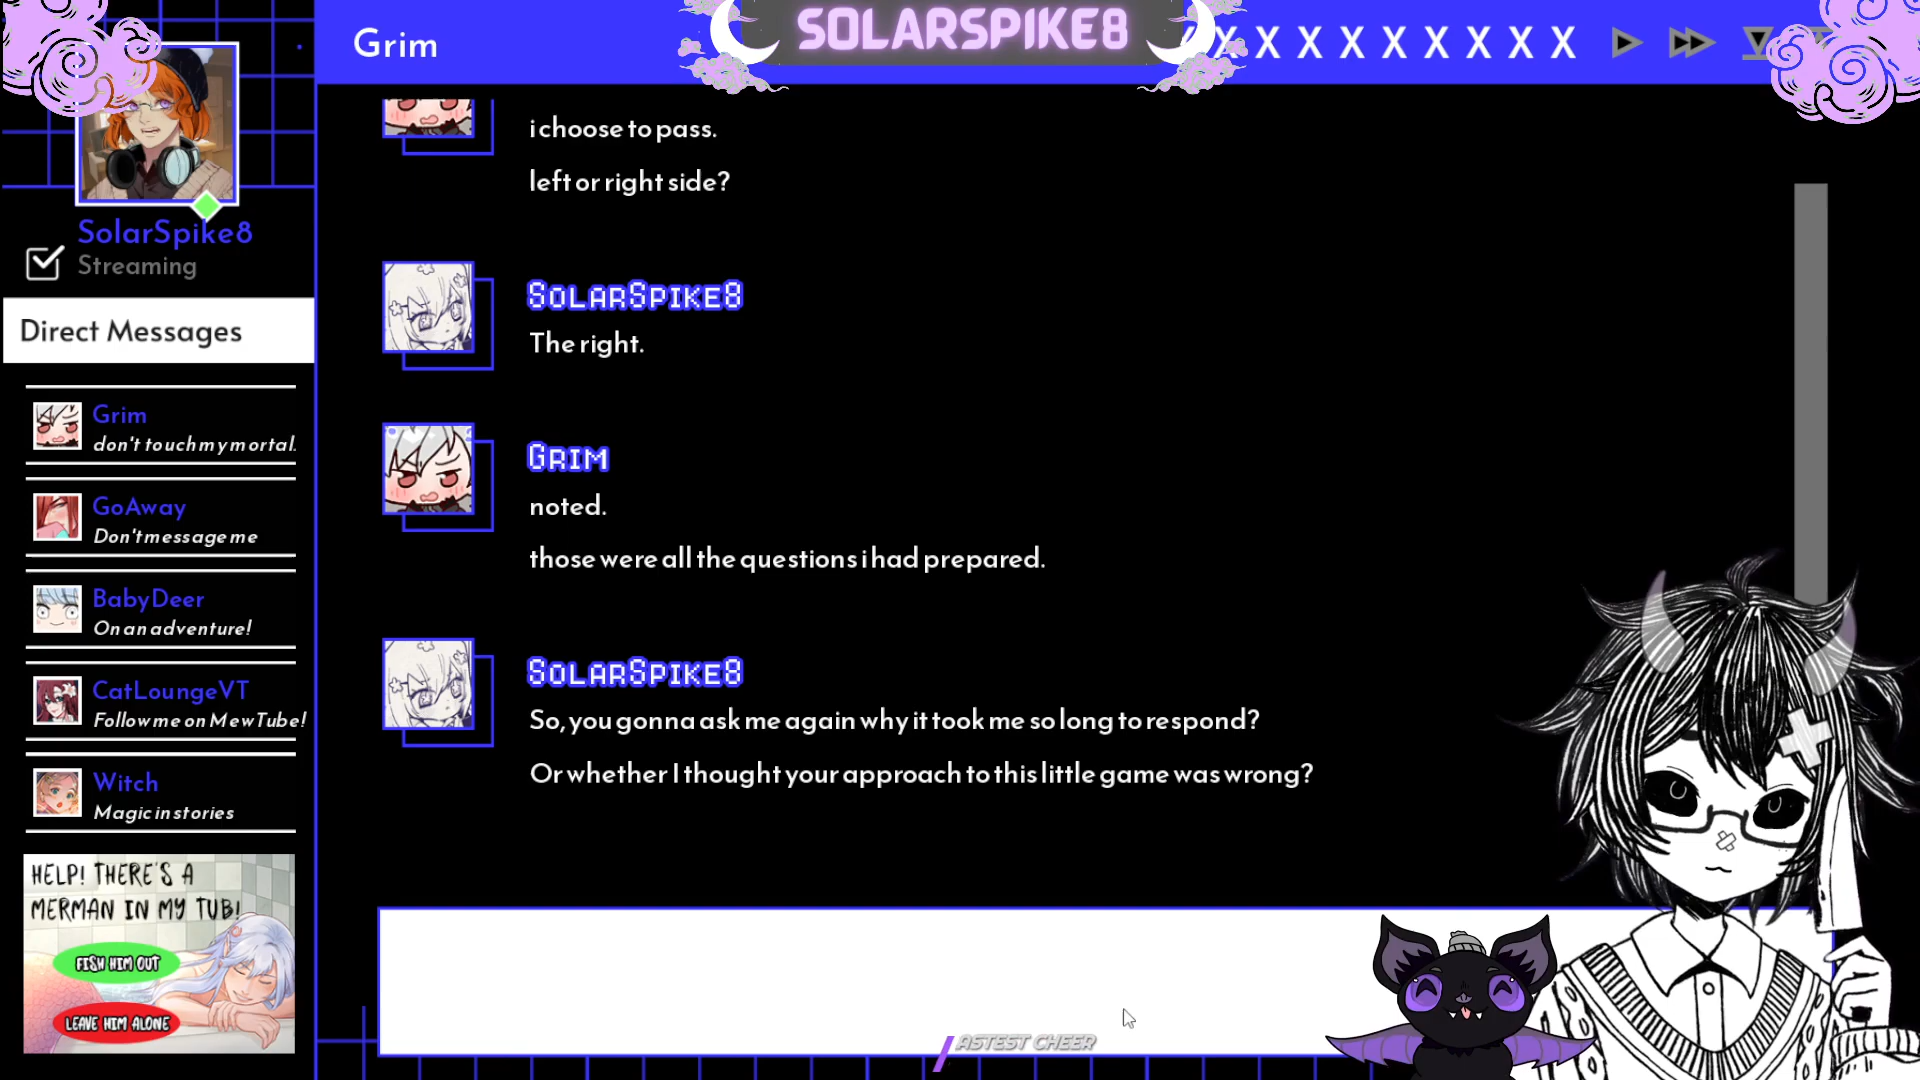 SolarSpike8
Streaming
Direct Messages
Grim
don't touch my mortal.
GoAway
Don't message me
BabyDeer
On an adventure!
CatLoungeVT
Follow me on MewTube!
Witch
Magic in stories
HELP! THERE'S A
MERMAN IN MY TUB!
FISH HIM OUT
LEAVE HIM ALONE
Grim
SOLARSPIKE8
X X X X X X X X X
i choose to pass.
left or right side?
SolarSpike8
The right.
Grim
noted.
those were all the questions i had prepared.
SolarSpike8
So, you gonna ask me again why it took me so long to respond?
Or whether I thought your approach to this little game was wrong?
ASTEST CHEER